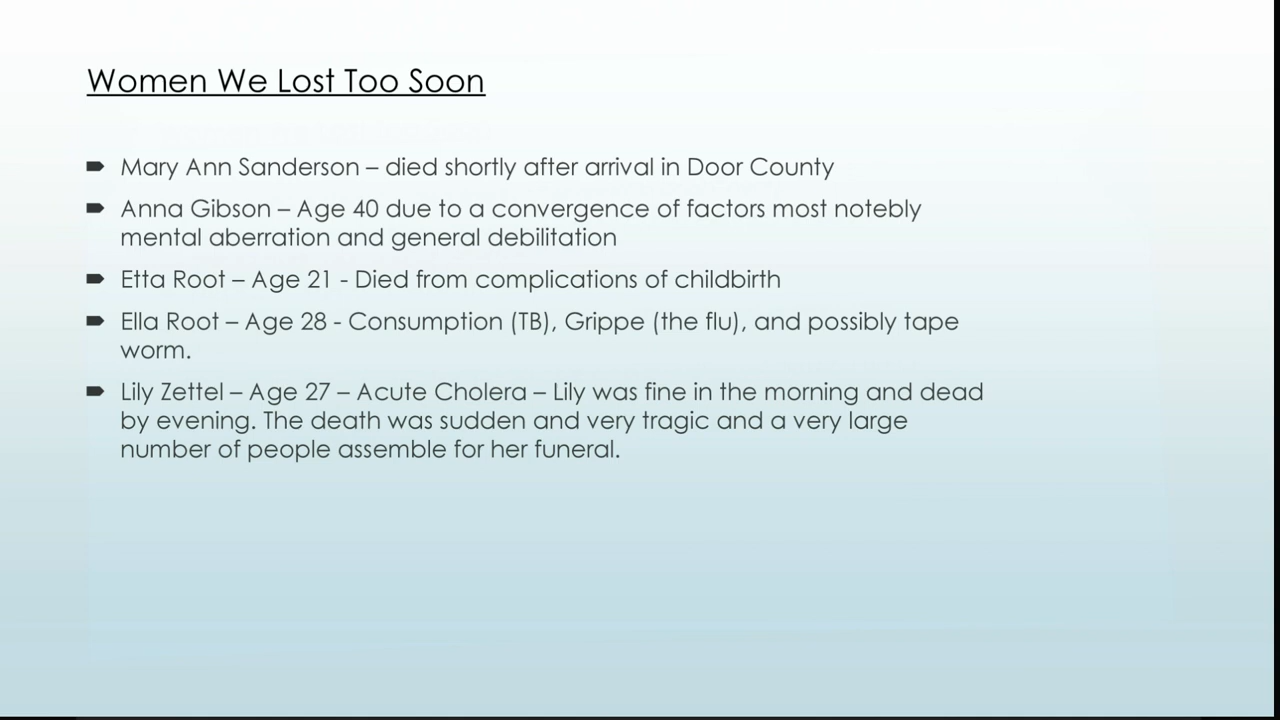 Women We Lost Too Soon
Mary Ann Sanderson – died shortly after arrival in Door County
Anna Gibson – Age 40 due to a convergence of factors most notebly
mental aberration and general debilitation
Etta Root – Age 21 - Died from complications of childbirth
Ella Root – Age 28 - Consumption (TB), Grippe (the flu), and possibly tape
worm.
Lily Zettel – Age 27 – Acute Cholera – Lily was fine in the morning and dead
by evening. The death was sudden and very tragic and a very large
number of people assemble for her funeral.